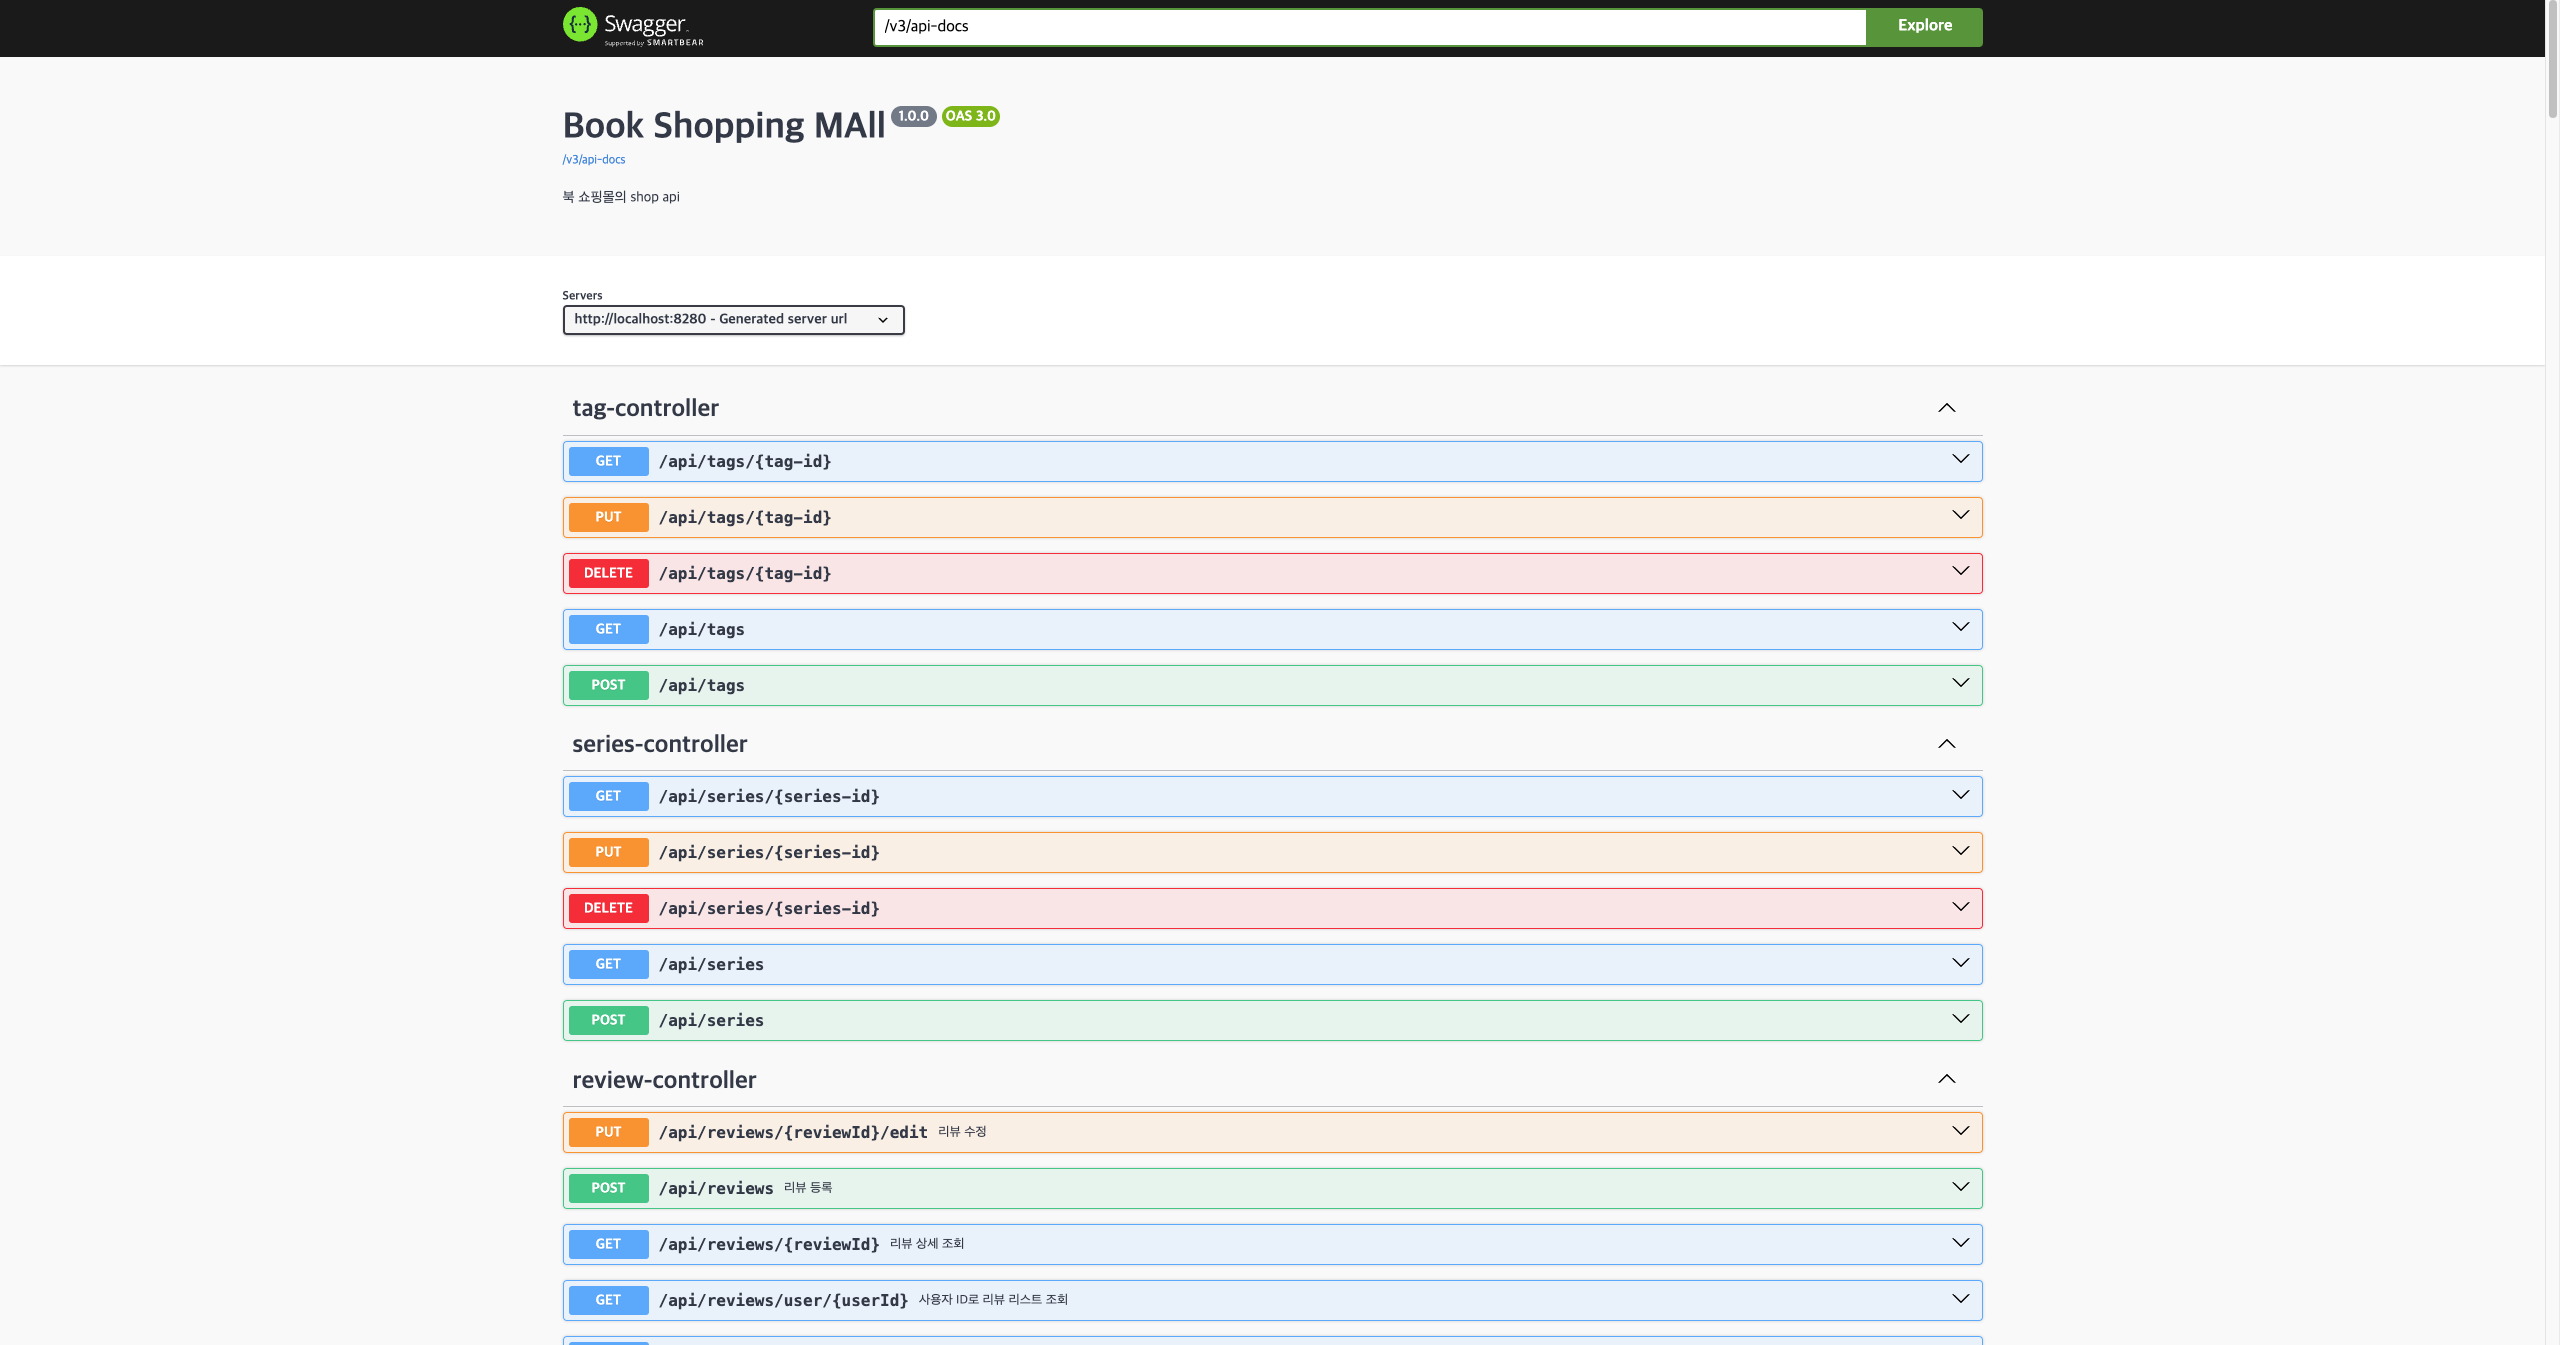 Swagger
Supported by SMARTBEAR
/v3/api-docs
Explore
Book Shopping MAll 1.0.0 OAS 3.0
/v3/api-docs
북 쇼핑몰의 shop api
Servers
http://localhost:8280 - Generated server url
tag-controller
GET /api/tags/{tag-id}
PUT /api/tags/{tag-id}
DELETE /api/tags/{tag-id}
GET /api/tags
POST /api/tags
series-controller
GET /api/series/{series-id}
PUT /api/series/{series-id}
DELETE /api/series/{series-id}
GET /api/series
POST /api/series
review-controller
PUT /api/reviews/{reviewId}/edit 리뷰 수정
POST /api/reviews 리뷰 등록
GET /api/reviews/{reviewId} 리뷰 상세 조회
GET /api/reviews/user/{userId} 사용자 ID로 리뷰 리스트 조회